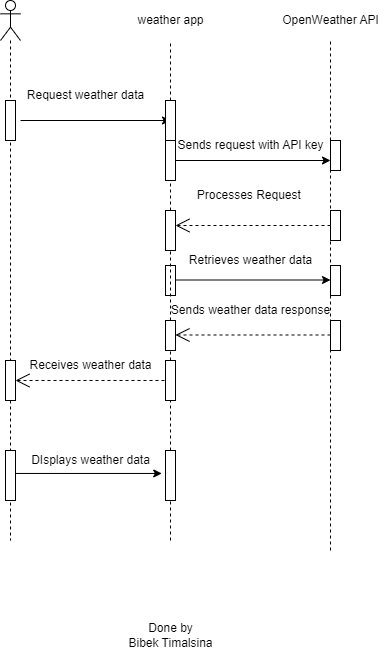 weather app
OpenWeather API
Request weather data
Sends request with API key
Processes Request
Retrieves weather data
Sends weather data response
Receives weather data
DIsplays weather data
Done by
Bibek Timalsina